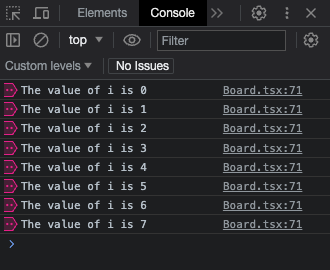 Elements Console
top Filter
Custom levels No Issues
The value of i is 0 Board.tsx:71
The value of i is 1 Board.tsx:71
The value of i is 2 Board.tsx:71
The value of i is 3 Board.tsx:71
The value of i is 4 Board.tsx:71
The value of i is 5 Board.tsx:71
The value of i is 6 Board.tsx:71
The value of i is 7 Board.tsx:71